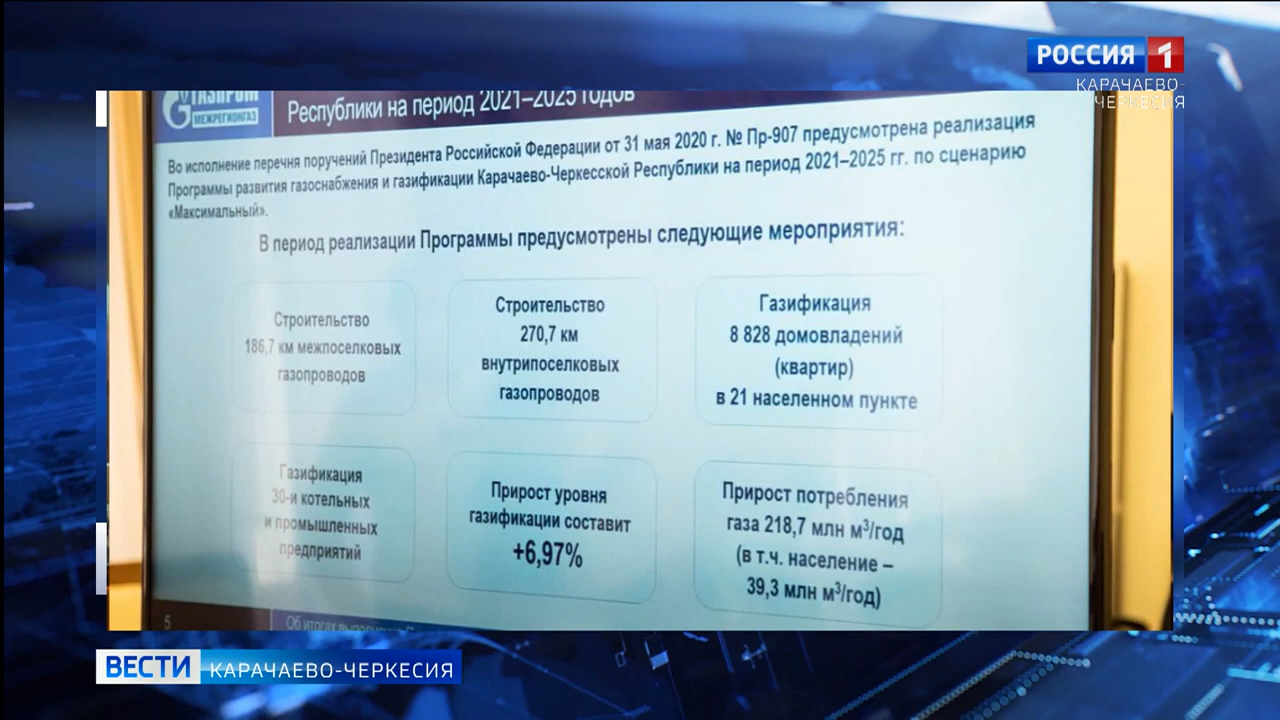 РОССИЯ 1
КАРАЧАЕВО-
ЧЕРКЕСИЯ
ГАЗПРОМ
МЕЖРЕГИОНГАЗ
Республики на период 2021–2025 годов
Во исполнение перечня поручений Президента Российской Федерации от 31 мая 2020 г. № Пр-907 предусмотрена реализация
Программы развития газоснабжения и газификации Карачаево-Черкесской Республики на период 2021–2025 гг. по сценарию
«Максимальный».
В период реализации Программы предусмотрены следующие мероприятия:
Строительство
186,7 км межпоселковых
газопроводов
Строительство
270,7 км
внутрипоселковых
газопроводов
Газификация
8 828 домовладений
(квартир)
в 21 населенном пункте
Газификация
30-и котельных
и промышленных
предприятий
Прирост уровня
газификации составит
+6,97%
Прирост потребления
газа 218,7 млн м³/год
(в т.ч. население –
39,3 млн м³/год)
5
Об итогах
ВЕСТИ КАРАЧАЕВО-ЧЕРКЕСИЯ